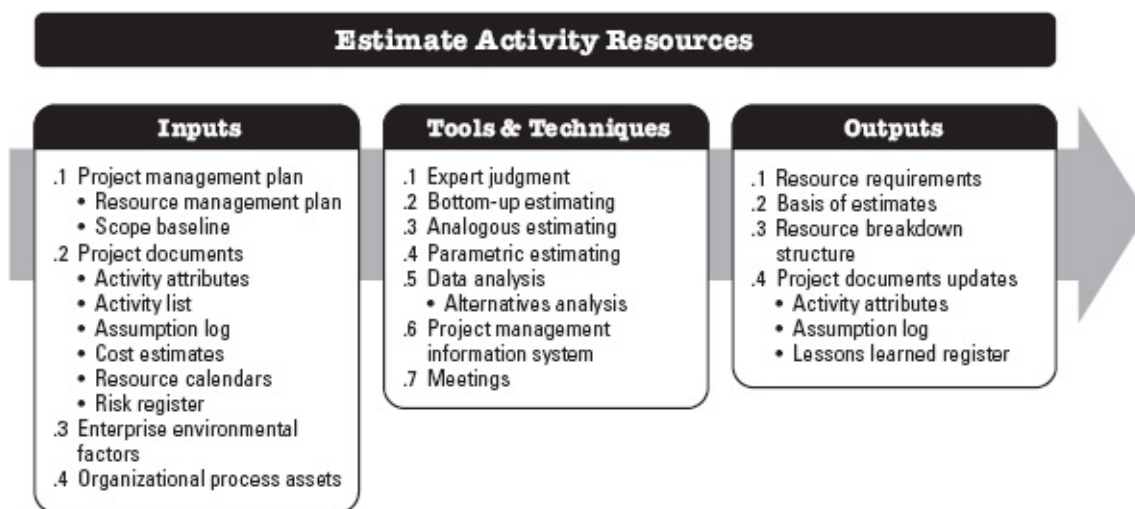 Estimate Activity Resources
Inputs
.1 Project management plan
• Resource management plan
• Scope baseline
.2 Project documents
• Activity attributes
• Activity list
• Assumption log
• Cost estimates
• Resource calendars
• Risk register
.3 Enterprise environmental
factors
.4 Organizational process assets
Tools & Techniques
.1 Expert judgment
.2 Bottom-up estimating
.3 Analogous estimating
.4 Parametric estimating
.5 Data analysis
• Alternatives analysis
.6 Project management
information system
.7 Meetings
Outputs
.1 Resource requirements
.2 Basis of estimates
.3 Resource breakdown
structure
.4 Project documents updates
• Activity attributes
• Assumption log
• Lessons learned register